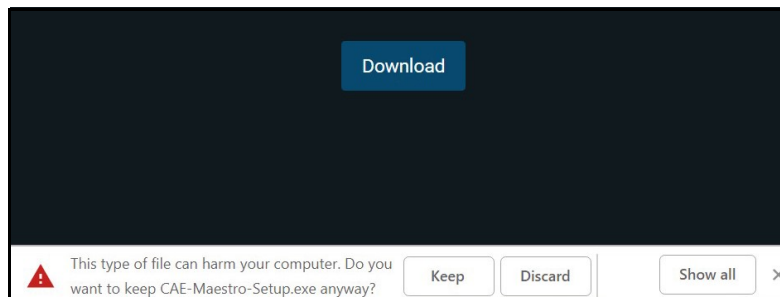 Download
This type of file can harm your computer. Do you
want to keep CAE-Maestro-Setup.exe anyway?
Keep
Discard
Show all